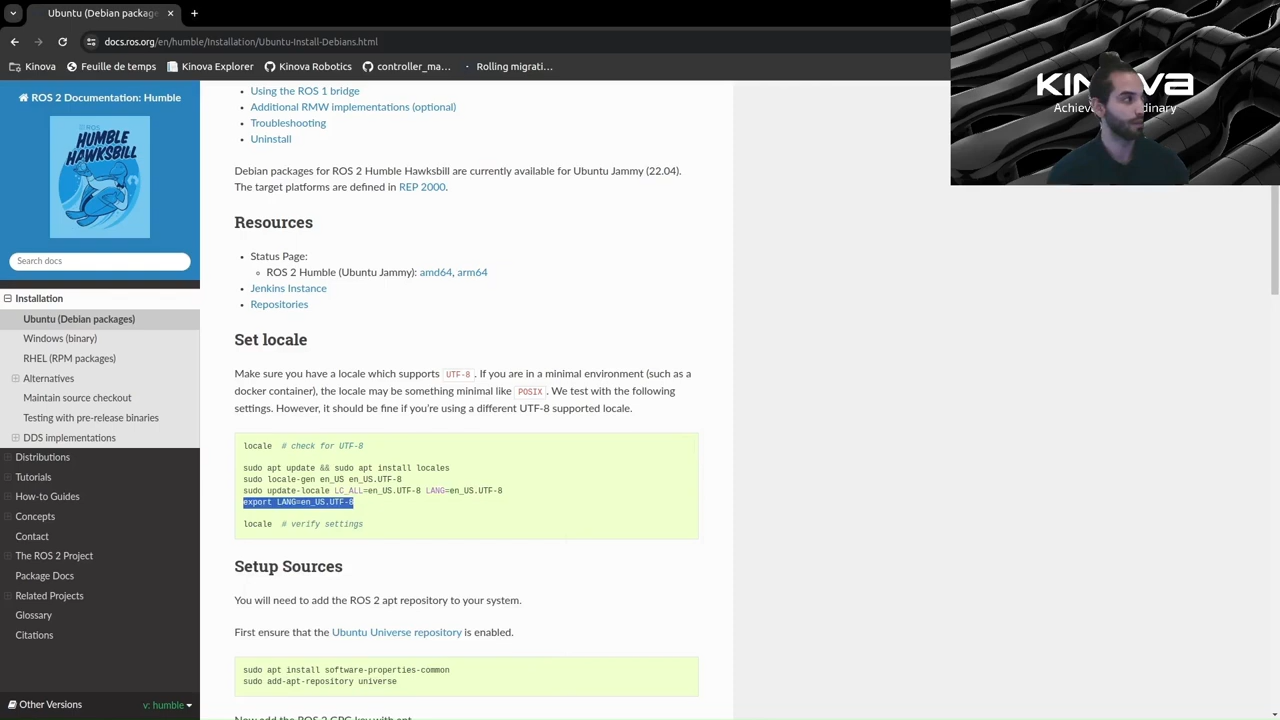 Ubuntu (Debian package
docs.ros.org/en/humble/Installation/Ubuntu-Install-Debians.html
Kinova
Feuille de temps
Kinova Explorer
Kinova Robotics
controller_ma...
Rolling migrati...
KINOVA
ROS 2 Documentation: Humble
ROS
HUMBLE
HAWKSBILL
Search docs
Installation
Ubuntu (Debian packages)
Windows (binary)
RHEL (RPM packages)
Alternatives
Maintain source checkout
Testing with pre-release binaries
DDS implementations
Distributions
Tutorials
How-to Guides
Concepts
Contact
The ROS 2 Project
Package Docs
Related Projects
Glossary
Citations
Other Versions
v: humble
Using the ROS 1 bridge
Additional RMW implementations (optional)
Troubleshooting
Uninstall
Debian packages for ROS 2 Humble Hawksbill are currently available for Ubuntu Jammy (22.04).
The target platforms are defined in REP 2000.
Resources
Status Page:
ROS 2 Humble (Ubuntu Jammy): amd64, arm64
Jenkins Instance
Repositories
Set locale
Make sure you have a locale which supports UTF-8 . If you are in a minimal environment (such as a
docker container), the locale may be something minimal like POSIX . We test with the following
settings. However, it should be fine if you're using a different UTF-8 supported locale.
locale # check for UTF-8
sudo apt update && sudo apt install locales
sudo locale-gen en_US en_US.UTF-8
sudo update-locale LC_ALL=en_US.UTF-8 LANG=en_US.UTF-8
export LANG=en_US.UTF-8
locale # verify settings
Setup Sources
You will need to add the ROS 2 apt repository to your system.
First ensure that the Ubuntu Universe repository is enabled.
sudo apt install software-properties-common
sudo add-apt-repository universe
Now add the ROS 2 GPG key with apt.